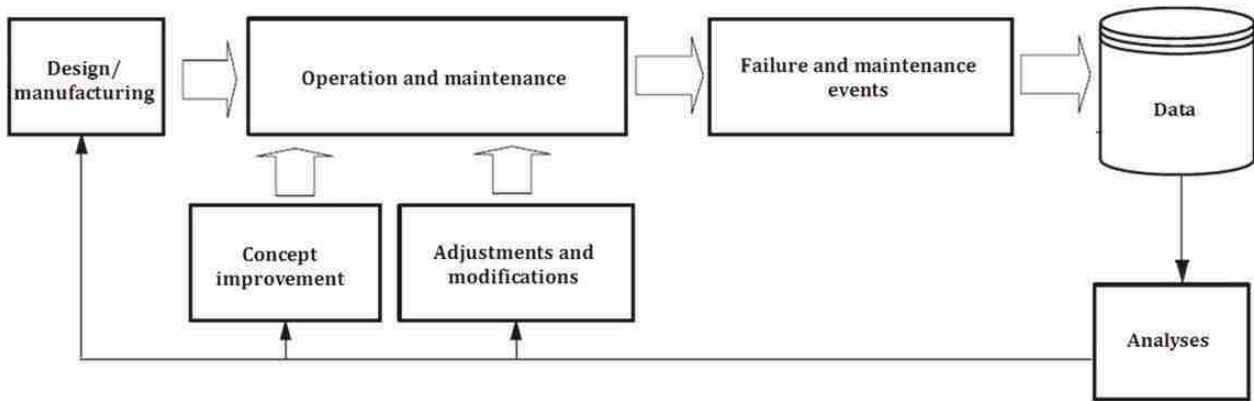 Design/
manufacturing
Operation and maintenance
Failure and maintenance
events
Data
Concept
improvement
Adjustments and
modifications
Analyses